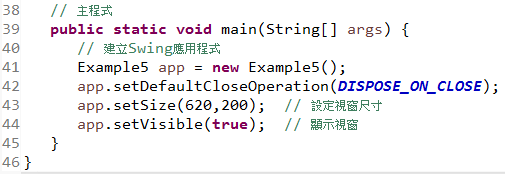 38 // 主程式
39 public static void main(String[] args) {
40 // 建立Swing應用程式
41 Example5 app = new Example5();
42 app.setDefaultCloseOperation(DISPOSE_ON_CLOSE);
43 app.setSize(620,200); // 設定視窗尺寸
44 app.setVisible(true); // 顯示視窗
45 }
46 }